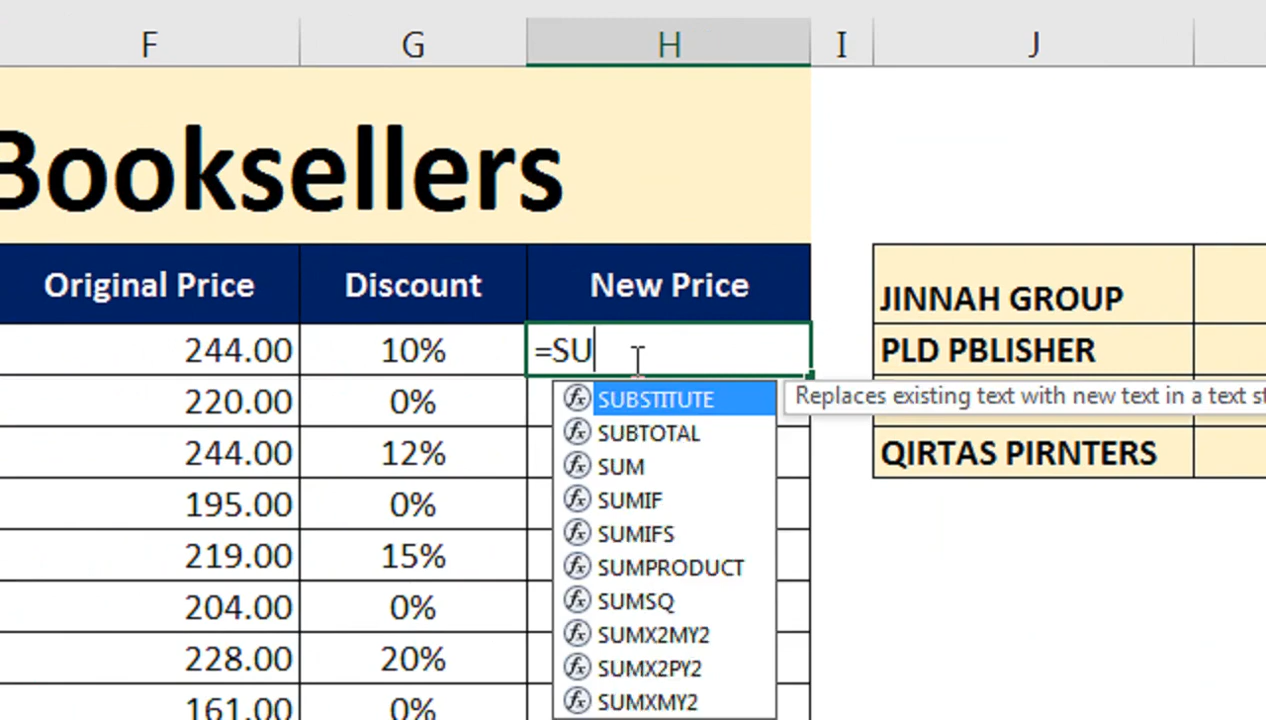 F G H I J
Booksellers
Original Price Discount New Price JINNAH GROUP
244.00 10% =SU PLD PBLISHER
220.00 0% SUBSTITUTE Replaces existing text with new text in a text st
SUBTOTAL
244.00 12% SUM QIRTAS PIRNTERS
195.00 0% SUMIF
SUMIFS
219.00 15% SUMPRODUCT
204.00 0% SUMSQ
SUMX2MY2
228.00 20% SUMX2PY2
161.00 0% SUMXMY2